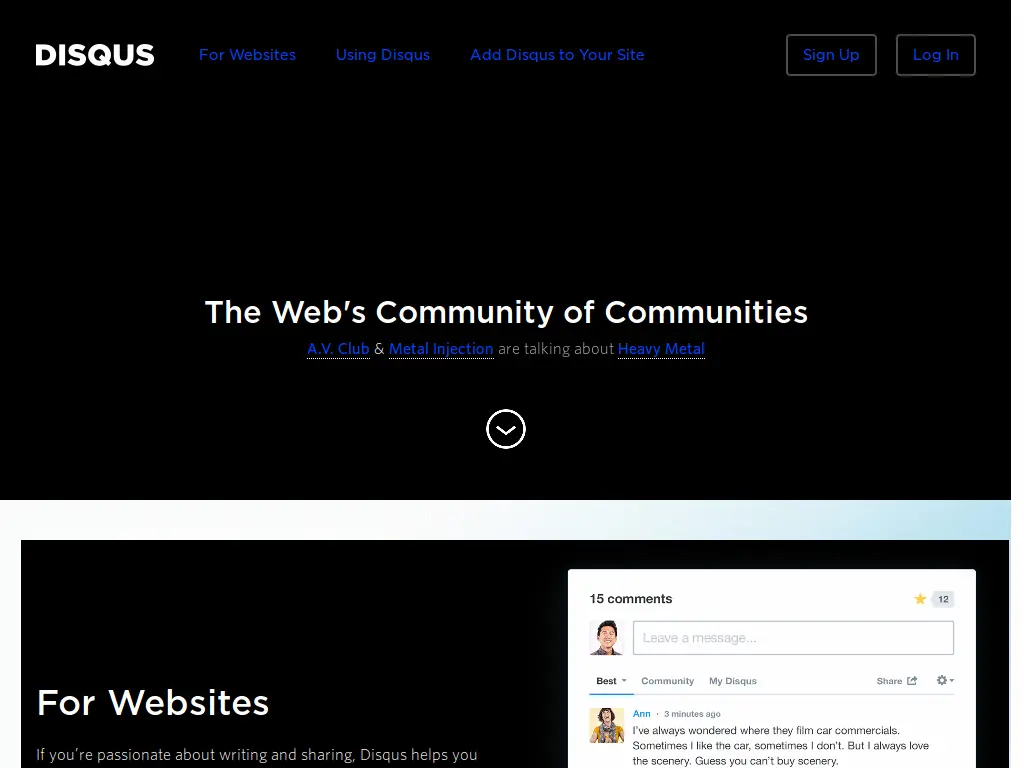 DISQUS
For Websites
Using Disqus
Add Disqus to Your Site
Sign Up
Log In
The Web's Community of Communities
A.V. Club & Metal Injection are talking about Heavy Metal
For Websites
If you're passionate about writing and sharing, Disqus helps you
15 comments
12
Leave a message...
Best
Community
My Disqus
Share
Ann · 3 minutes ago
I've always wondered where they film car commercials.
Sometimes I like the car, sometimes I don't. But I always love
the scenery. Guess you can't buy scenery.